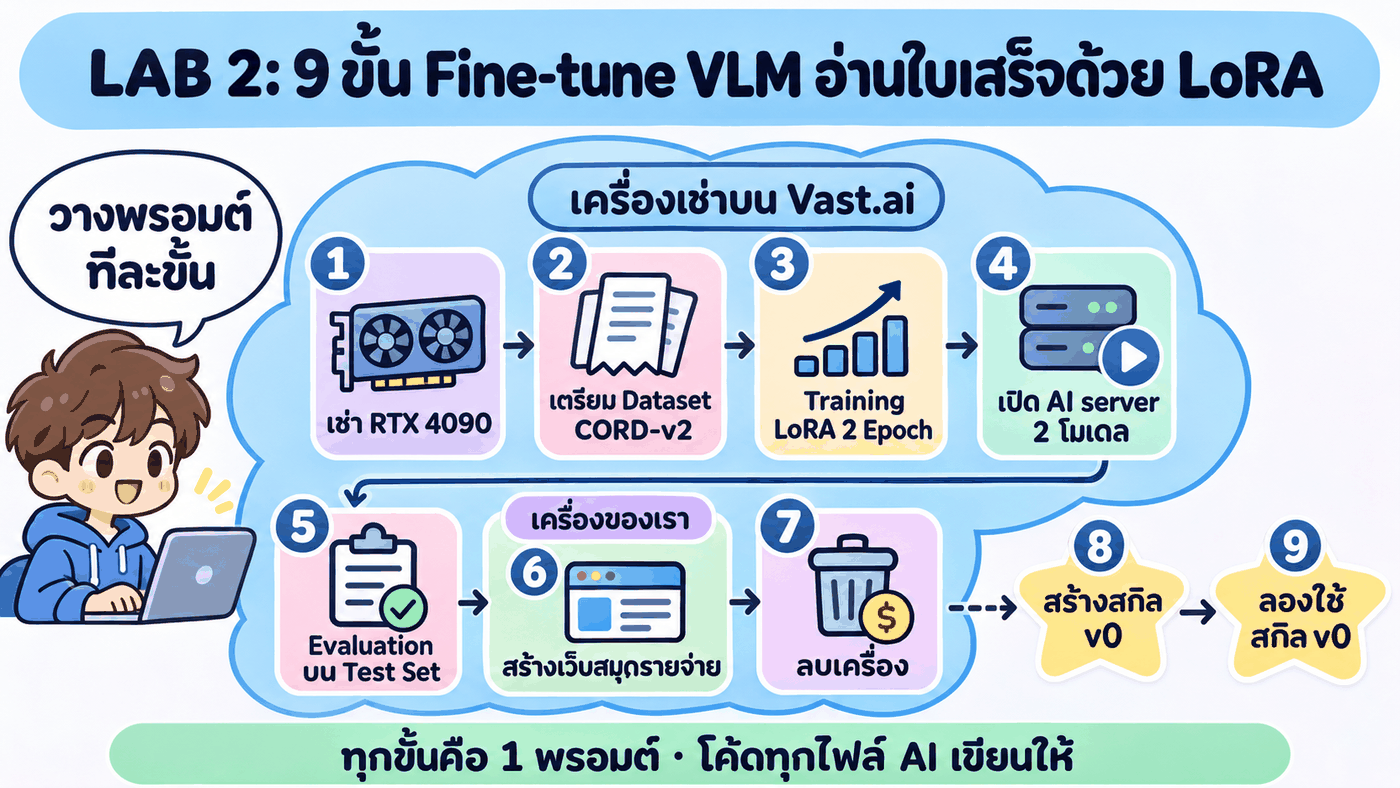 LAB 2: 9 ขั้น Fine-tune VLM อ่านใบเสร็จด้วย LoRA
วางพรอมต์
ทีละขั้น
เครื่องเช่าบน Vast.ai
1
เช่า RTX 4090
2
เตรียม Dataset
CORD-v2
3
Training
LoRA 2 Epoch
4
เปิด AI server
2 โมเดล
5
Evaluation
บน Test Set
เครื่องของเรา
6
สร้างเว็บสมุดรายจ่าย
7
$
ลบเครื่อง
8
สร้างสกิล
v0
9
ลองใช้
สกิล v0
ทุกขั้นคือ 1 พรอมต์ · โค้ดทุกไฟล์ AI เขียนให้